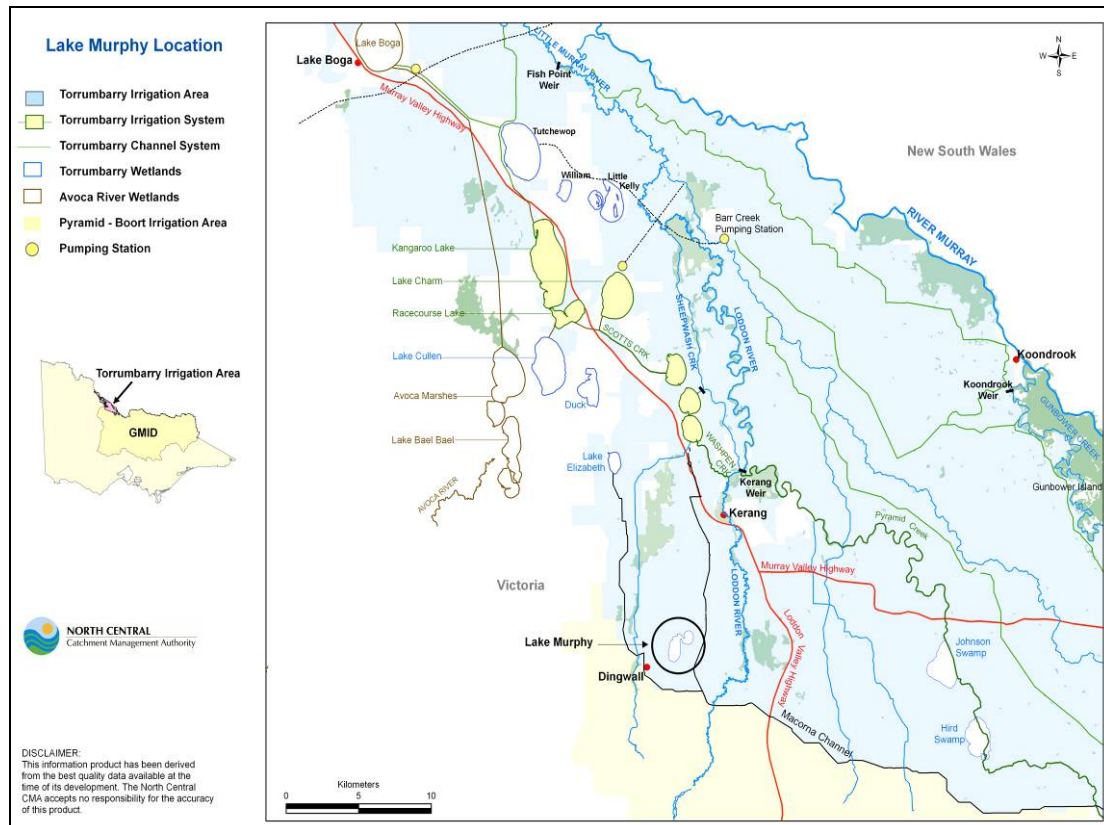 Lake Murphy Location
Torrumbarry Irrigation Area
Torrumbarry Irrigation System
Torrumbarry Channel System
Torrumbarry Wetlands
Avoca River Wetlands
Pyramid - Boort Irrigation Area
Pumping Station
Torrumbarry Irrigation Area
GMID
NORTH CENTRAL
Catchment Management Authority
DISCLAIMER:
This information product has been derived
from the best quality data available at the
time of its development. The North Central
CMA accepts no responsibility for the accuracy
of this product.
Lake Boga
Lake Boga
LITTLE MURRAY RIVER
Fish Point
Weir
N
W
E
S
Murray Valley Highway
Tutchewop
William
Little
Kelly
New South Wales
Barr Creek
Pumping Station
RIVER MURRAY
Kangaroo Lake
Lake Charm
Racecourse Lake
SCOTTS CRK
SHEEPWASH CRK
LODDON RIVER
Lake Cullen
Duck
Avoca Marshes
Lake Bael Bael
AVOCA RIVER
Lake
Elizabeth
WASHPEN
CRK
Kerang
Weir
Kerang
Koondrook
Koondrook
Weir
GUNBOWER CREEK
Gunbower Island
Pyramid Creek
Murray Valley Highway
Victoria
LODDON RIVER
Loddon Valley Highway
Lake Murphy
Dingwall
Johnson
Swamp
Macorna Channel
Hird
Swamp
Kilometers
0
5
10